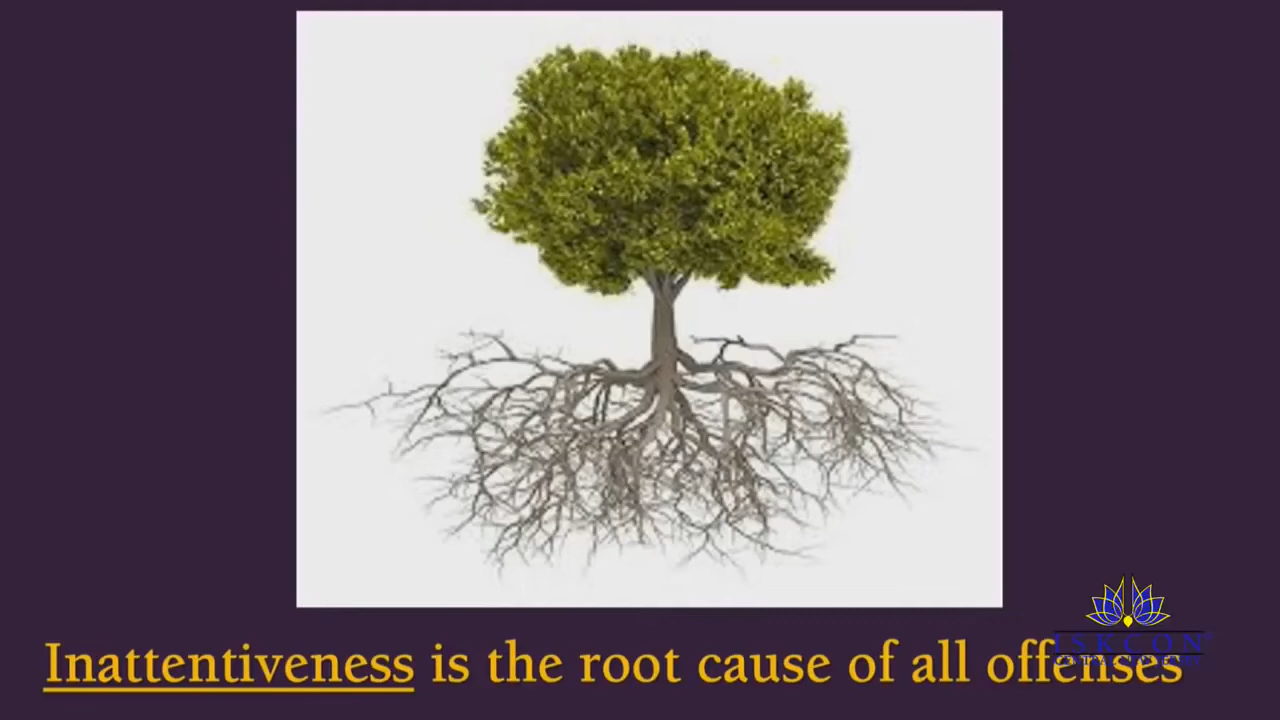 ISKCON
Inattentiveness is the root cause of all offenses